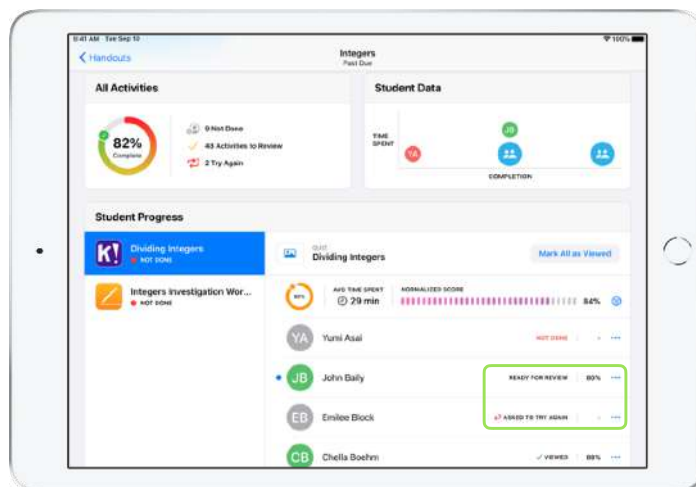 9:41 AM Tue Sep 10
100%
Handouts
Integers
Past Due
All Activities
82%
Complete
9 Not Done
43 Activities to Review
2 Try Again
Student Data
TIME SPENT
YA
JB
COMPLETION
Student Progress
K!
Dividing Integers
NOT DONE
Integers Investigation Wor...
NOT DONE
Dividing Integers
Mark All as Viewed
AVG TIME SPENT
29 min
NORMALIZED SCORE
84%
YA
Yumi Asai
NOT DONE
-
JB
John Baily
READY FOR REVIEW
80%
EB
Emilee Block
ASKED TO TRY AGAIN
-
CB
Chella Boehm
VIEWED